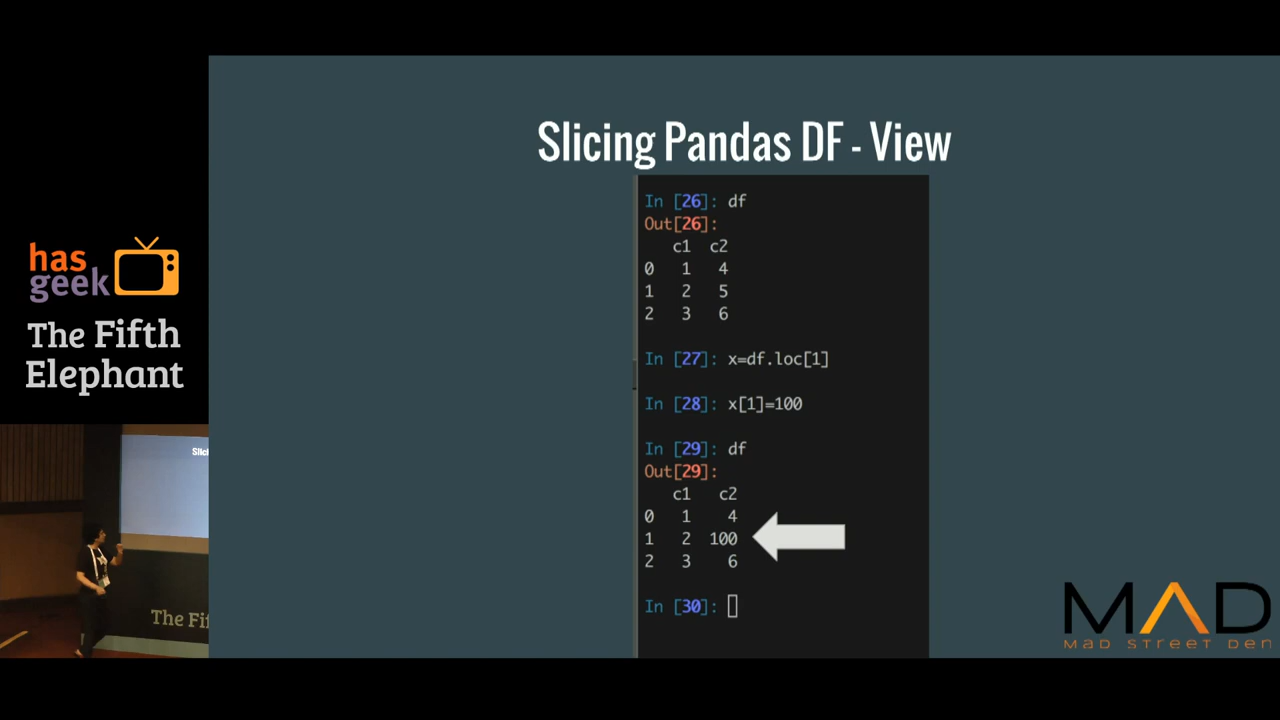 Slicing Pandas DF - View
In [26]: df
Out[26]:
c1 c2
0 1 4
1 2 5
2 3 6
In [27]: x=df.loc[1]
In [28]: x[1]=100
In [29]: df
Out[29]:
c1 c2
0 1 4
1 2 100
2 3 6
In [30]:
has
geek
The Fifth
Elephant
Slic
The Fif
MAD
MAD STREET DEN